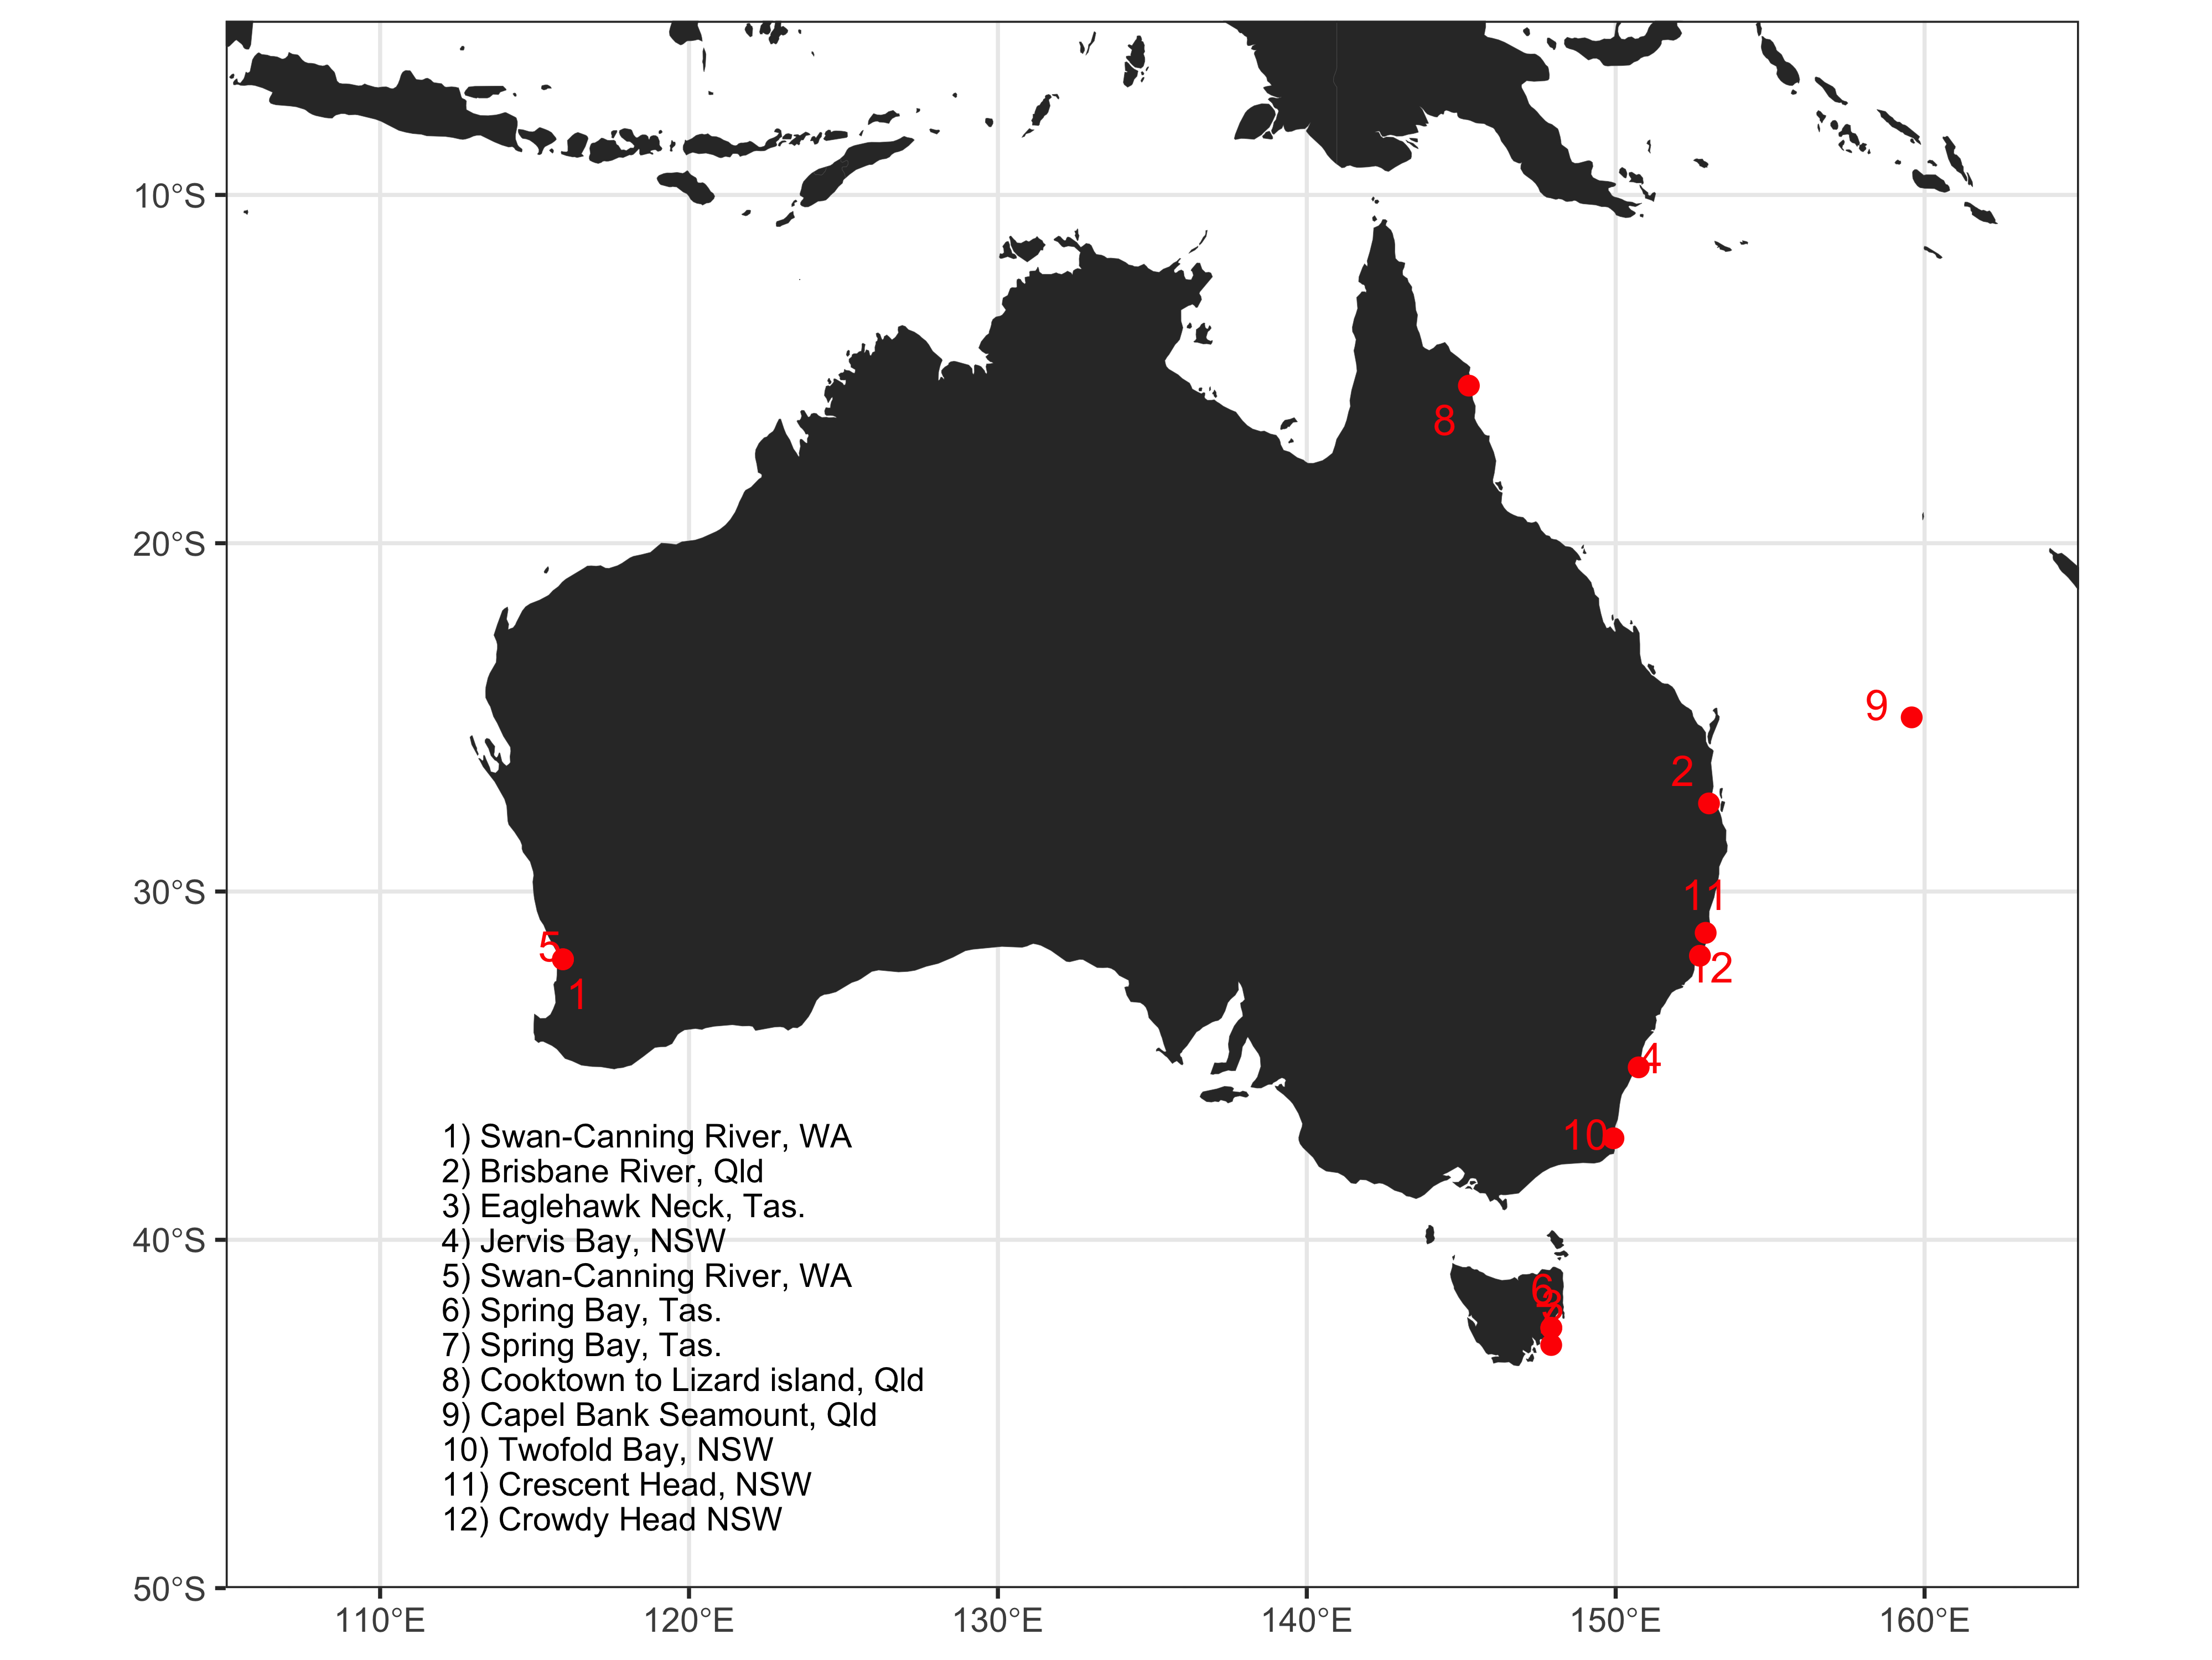 10°S
8
20°S
9
2
30°S
11
5
12
1
4
10
1) Swan-Canning River, WA
2) Brisbane River, Qld
3) Eaglehawk Neck, Tas.
4) Jervis Bay, NSW
40°S
5) Swan-Canning River, WA
6) Spring Bay, Tas.
6
7) Spring Bay, Tas.
8) Cooktown to Lizard island, Qld
9) Capel Bank Seamount, Qld
10) Twofold Bay, NSW
11) Crescent Head, NSW
12) Crowdy Head NSW
50°S
110°E 120°E 130°E 140°E 150°E 160°E